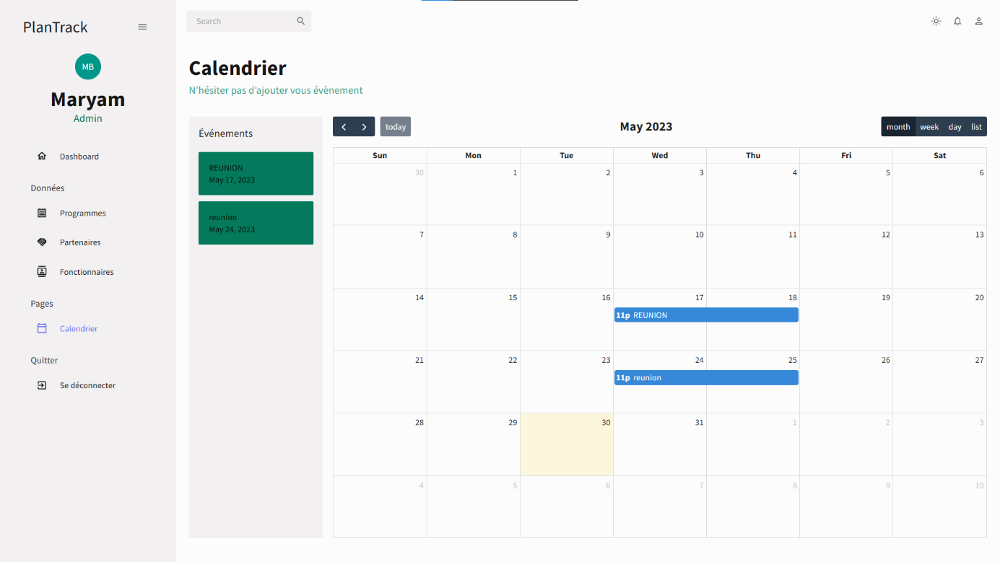 PlanTrack
MB
Maryam
Admin
Dashboard
Données
Programmes
Partenaires
Fonctionnaires
Pages
Calendrier
Quitter
Se déconnecter
Search
Calendrier
N'hésiter pas d'ajouter vous évènement
Événements
REUNION
May 17, 2023
reunion
May 24, 2023
today
May 2023
month week day list
Sun Mon Tue Wed Thu Fri Sat
30 1 2 3 4 5 6
7 8 9 10 11 12 13
14 15 16 17 18 19 20
11p REUNION
21 22 23 24 25 26 27
11p reunion
28 29 30 31 1 2 3
4 5 6 7 8 9 10